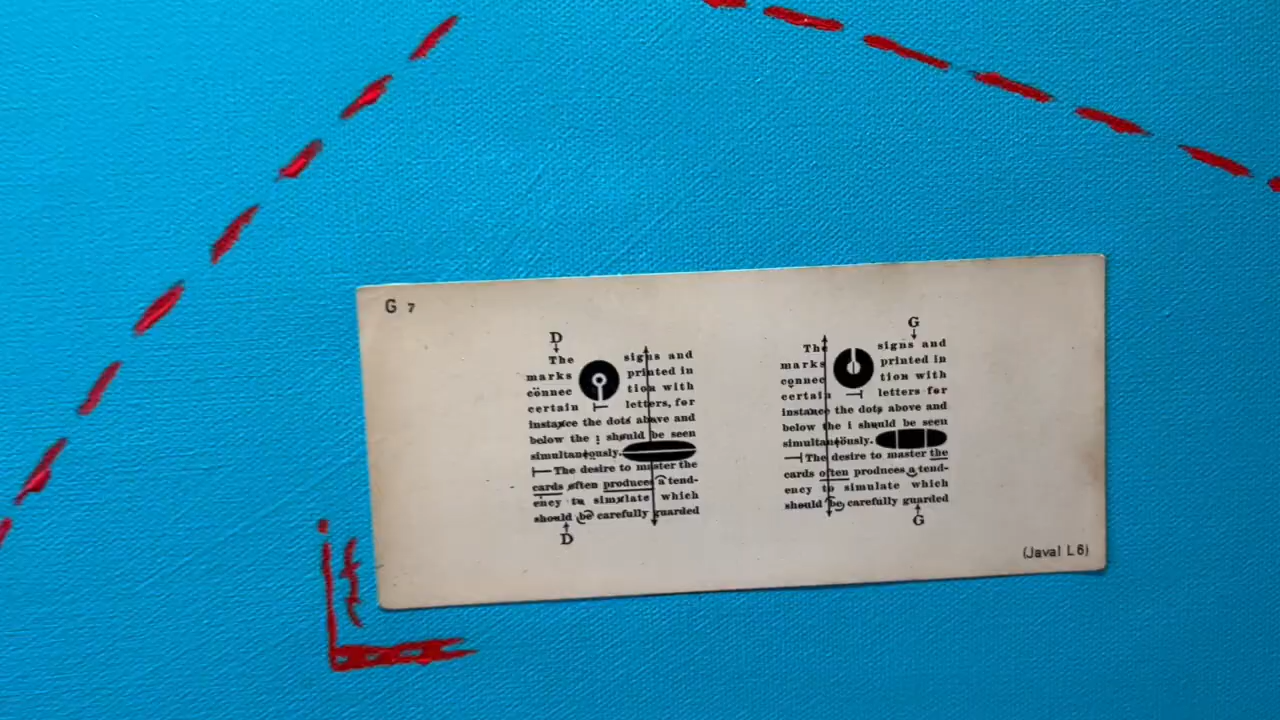 G 7
D
The signs and
marks printed in
connec tion with
certain letters, for
instance the dots above and
below the i should be seen
simultaneously.
The desire to master the
cards often produces a tend-
ency to simulate which
should be carefully guarded
D
G
The signs and
marks printed in
connec tion with
certain letters for
instance the dots above and
below the i should be seen
simultaneously.
The desire to master the
cards often produces a tend-
ency to simulate which
should be carefully guarded
G
(Javal L 6)